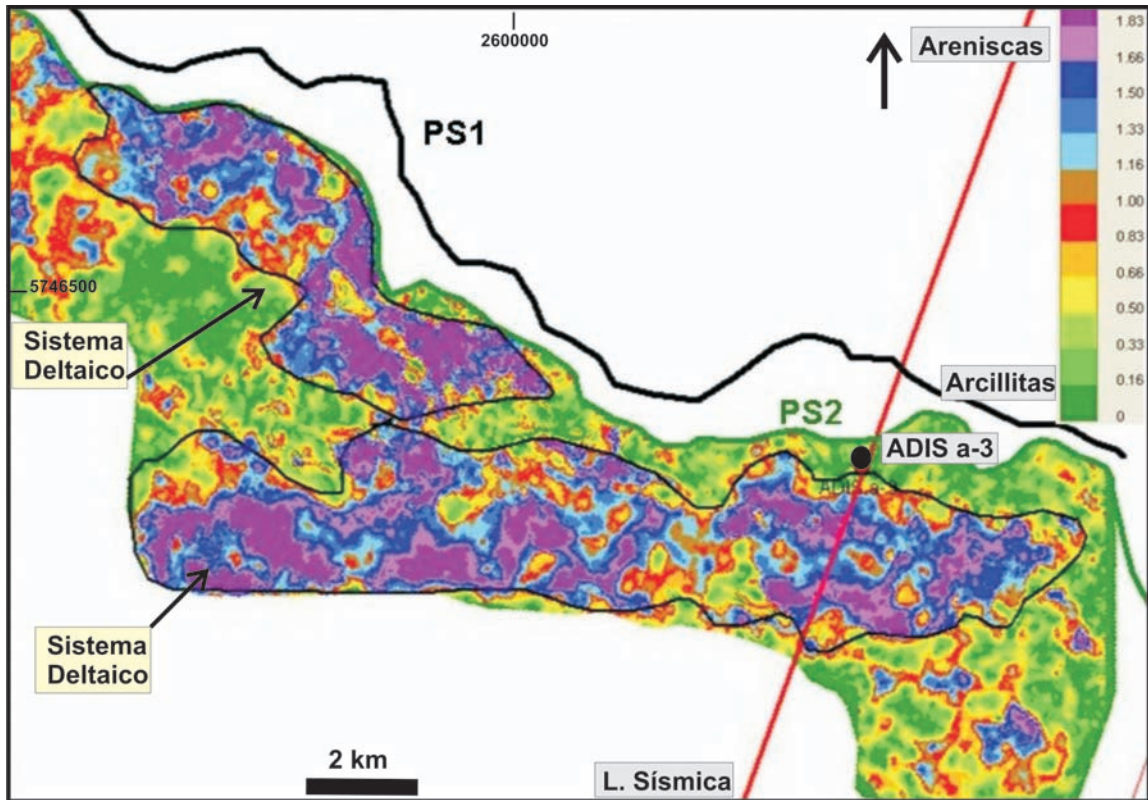 2600000
Areniscas
1.83
1.66
1.50
1.33
1.16
1.00
0.83
0.66
0.50
0.33
0.16
0
PS1
5746500
Sistema
Deltaico
Arcillitas
PS2
ADIS a-3
ADIS a-
Sistema
Deltaico
2 km
L. Sísmica